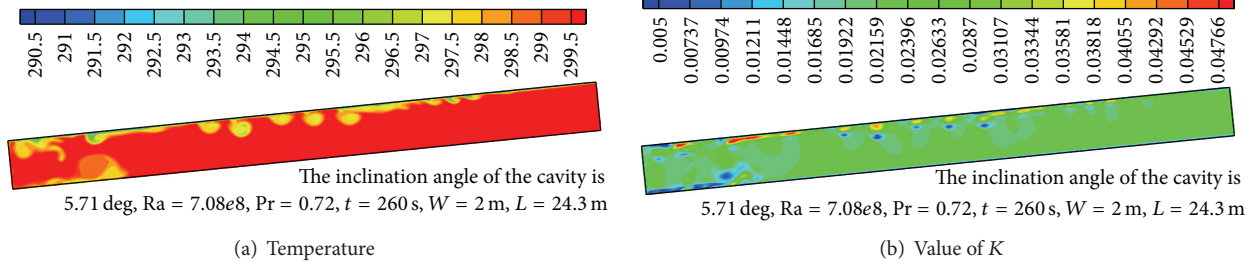 290.5 291 291.5 292 292.5 293 293.5 294 294.5 295 295.5 296 296.5 297 297.5 298 298.5 299 299.5
The inclination angle of the cavity is
5.71 deg, Ra = 7.08e8, Pr = 0.72, t = 260 s, W = 2 m, L = 24.3 m
(a) Temperature
0.005 0.00737 0.00974 0.01211 0.01448 0.01685 0.01922 0.02159 0.02396 0.02633 0.0287 0.03107 0.03344 0.03581 0.03818 0.04055 0.04292 0.04529 0.04766
The inclination angle of the cavity is
5.71 deg, Ra = 7.08e8, Pr = 0.72, t = 260 s, W = 2 m, L = 24.3 m
(b) Value of K